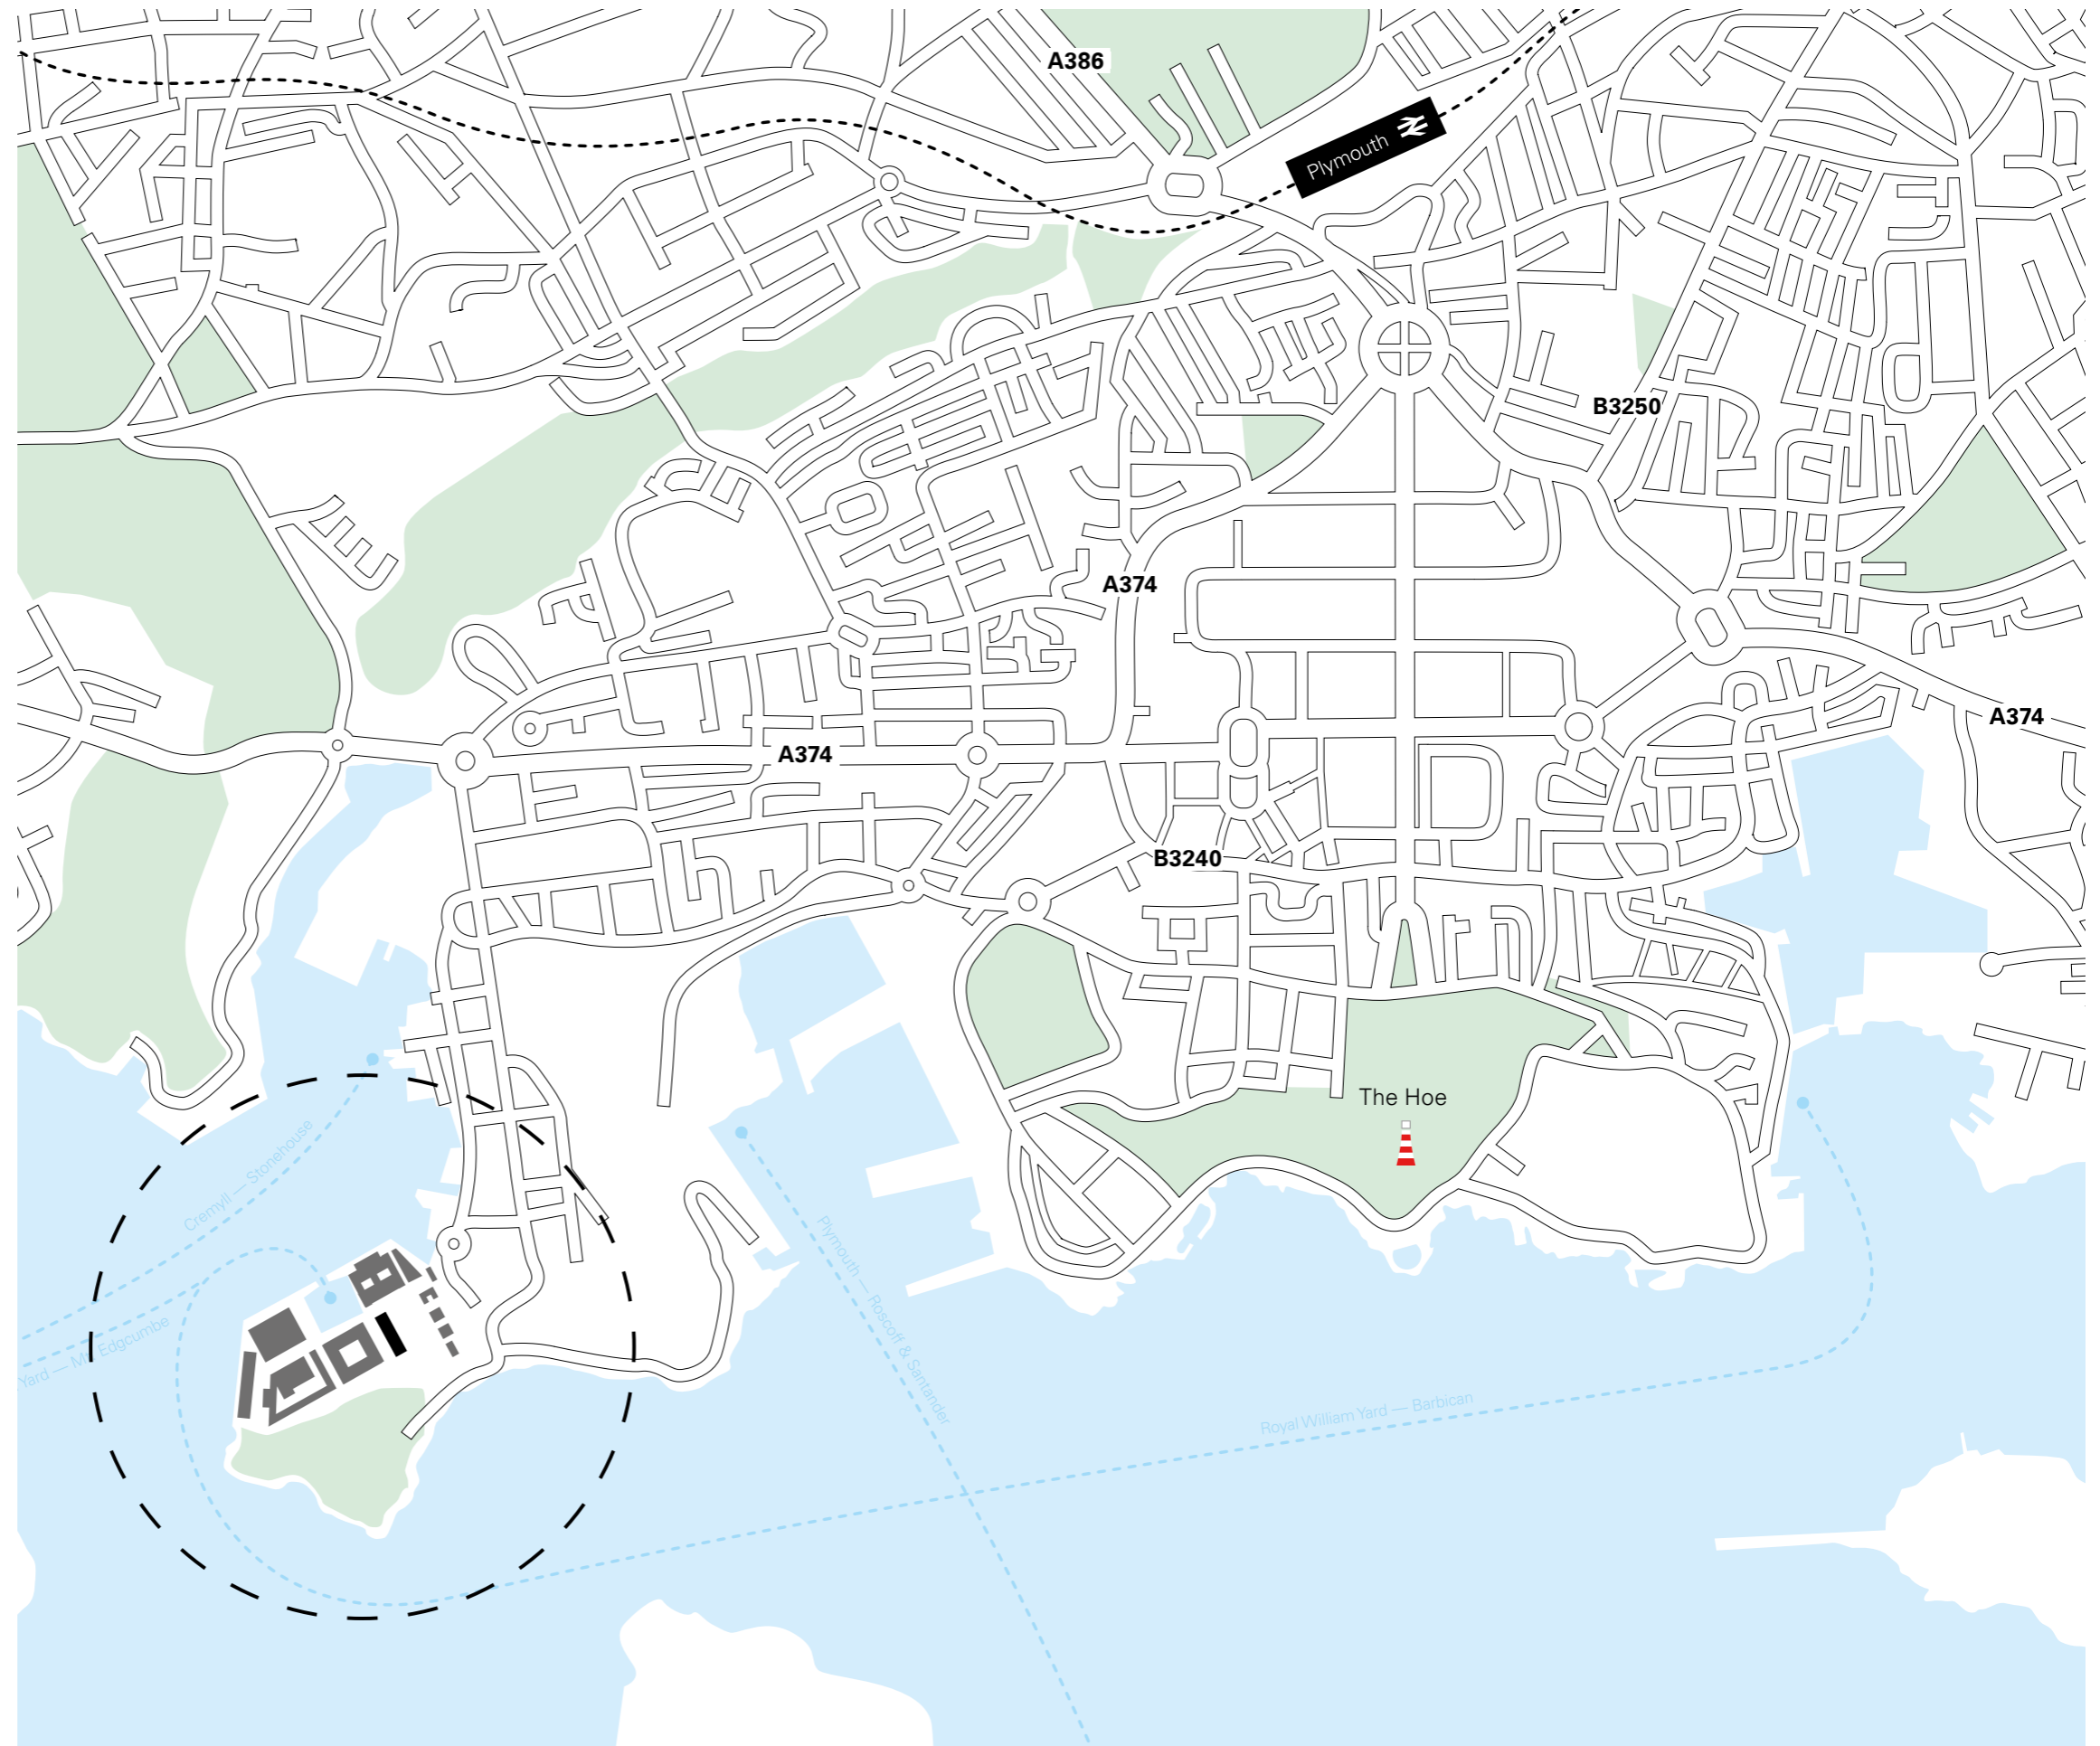 A386
Plymouth
B3250
A374
A374
A374
B3240
The Hoe
Cremyll — Stonehouse
Yard — Mt Edgcumbe
Plymouth — Roscoff & Santander
Royal William Yard — Barbican